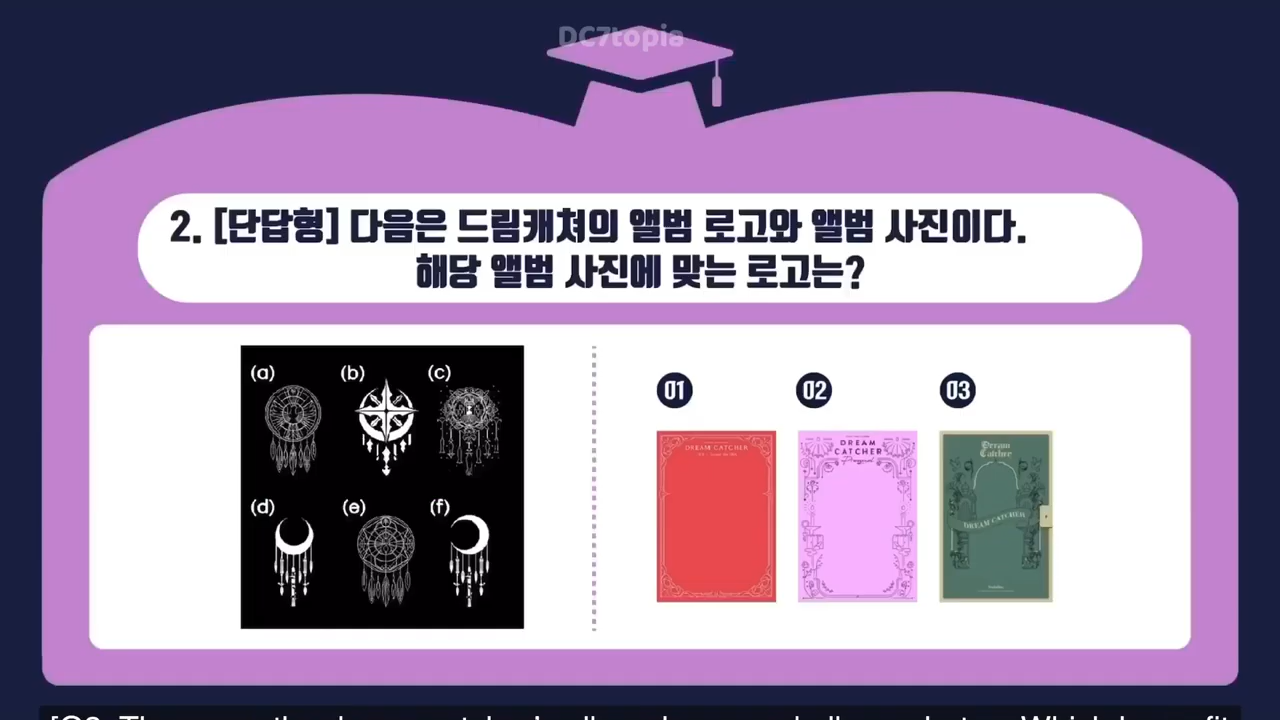 DC7topia
2. [단답형] 다음은 드림캐쳐의 앨범 로고와 앨범 사진이다.
해당 앨범 사진에 맞는 로고는?
(a) (b) (c)
(d) (e) (f)
01 02 03
DREAM CATCHER
DREAM
CATCHER
Dream
Catcher
DREAM CATCHER